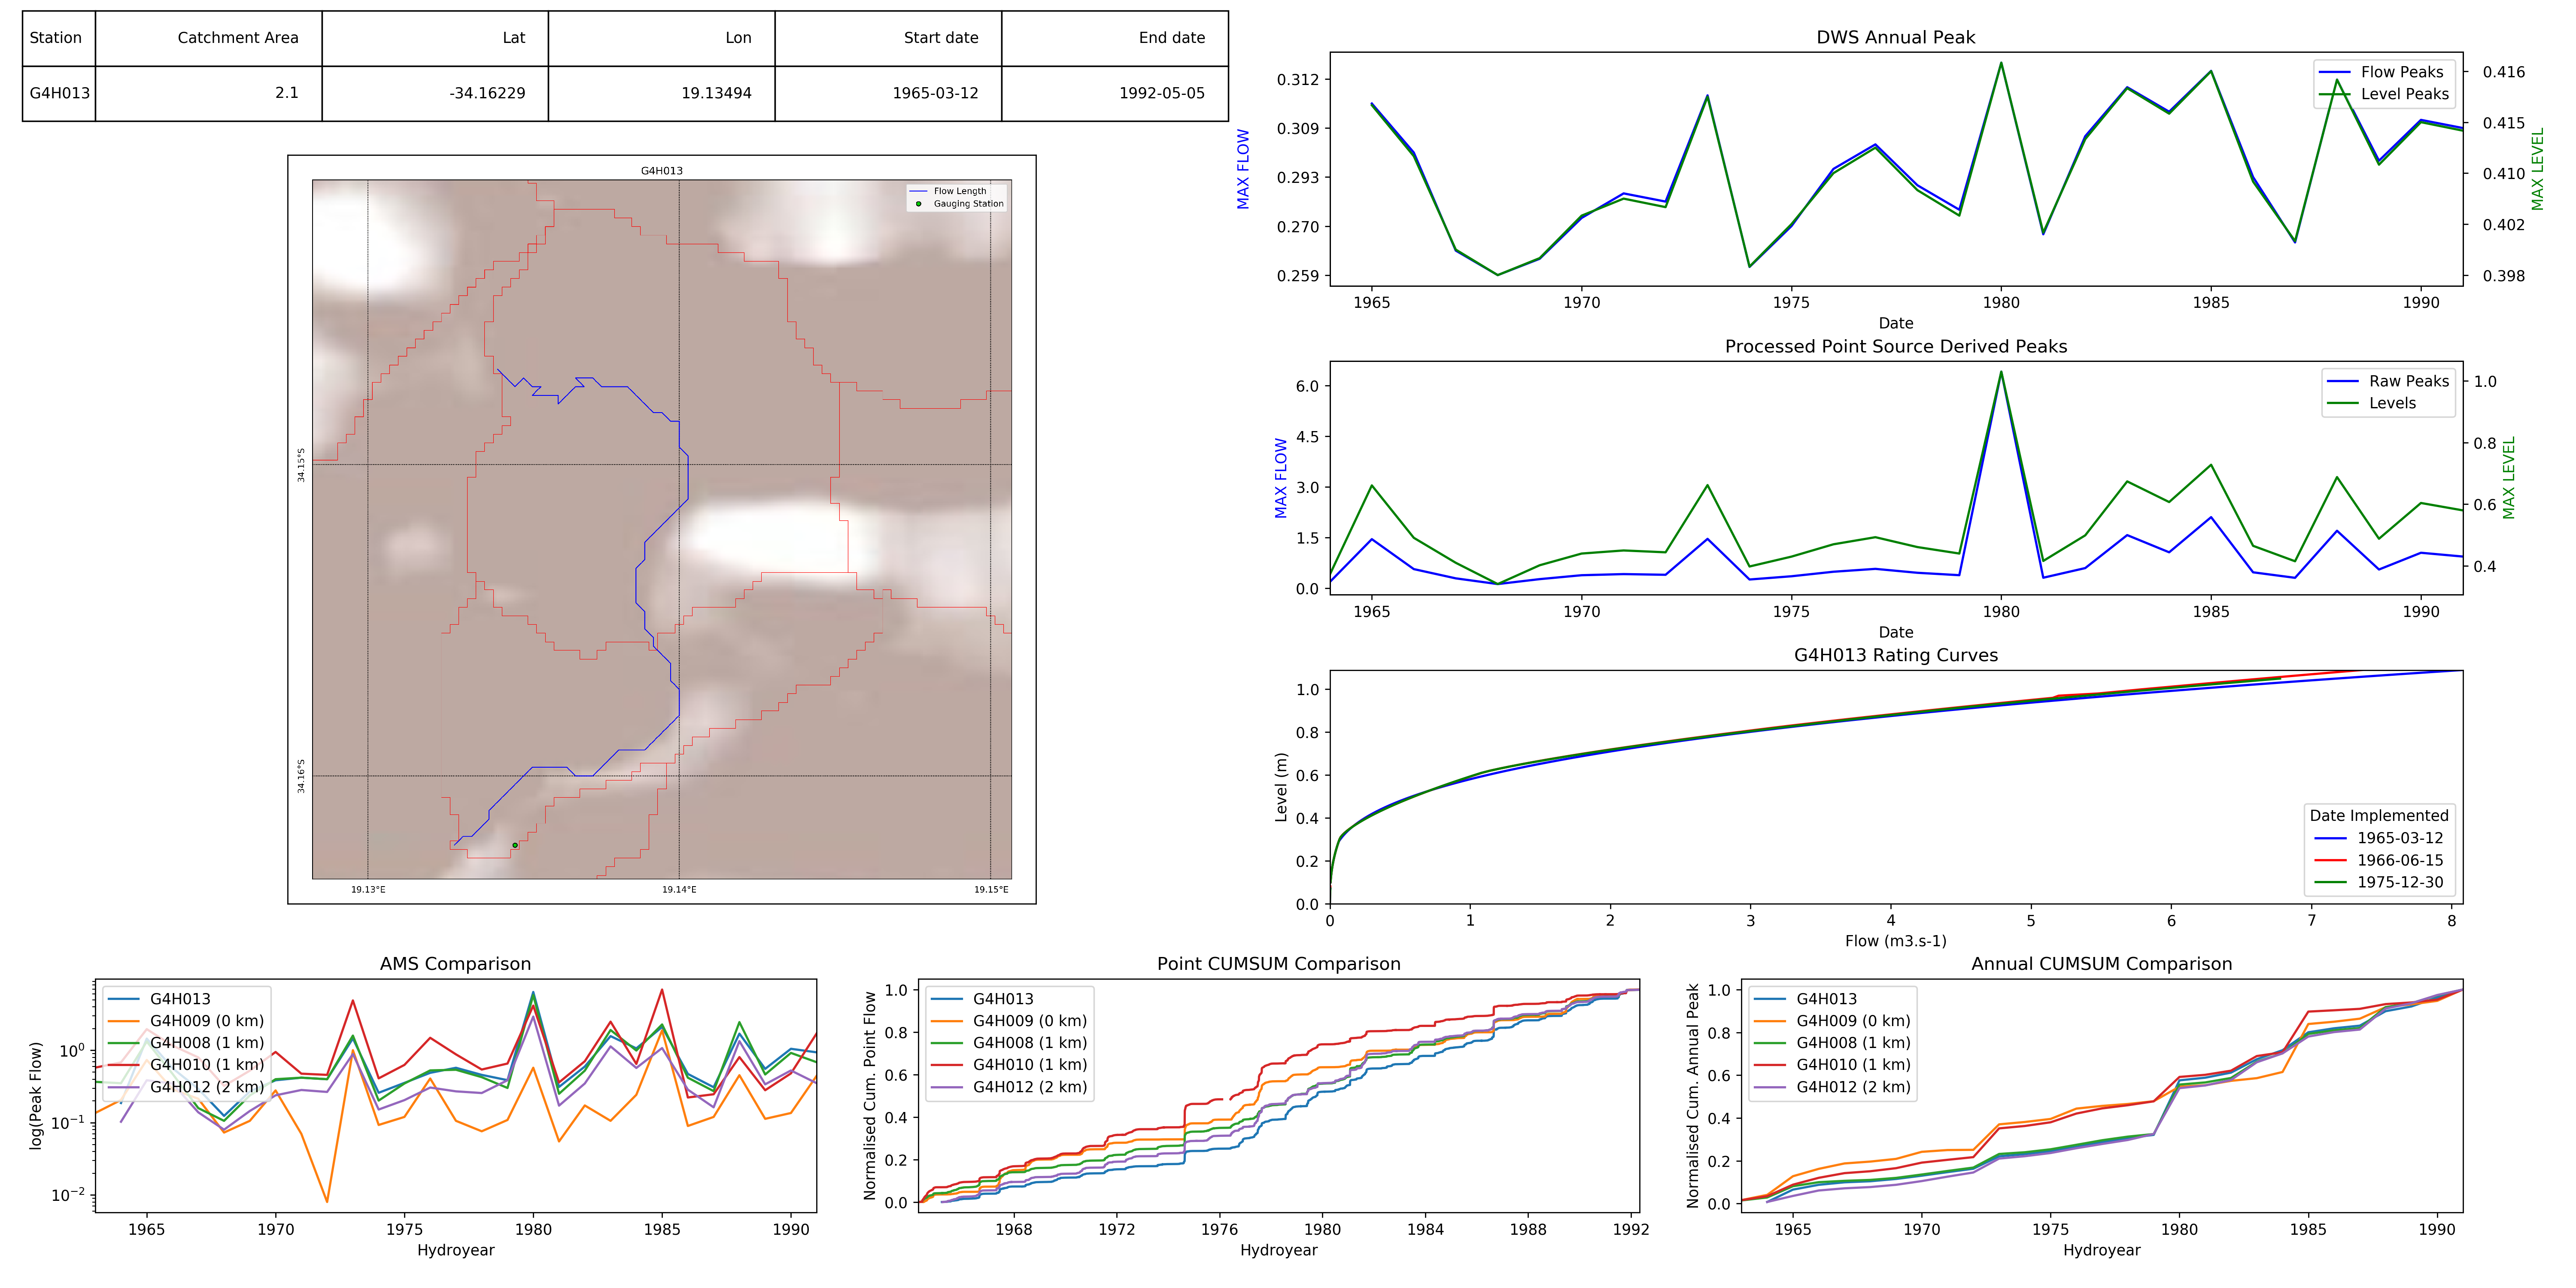 Station Catchment Area Lat Lon Start date End date
G4H013 2.1 -34.16229 19.13494 1965-03-12 1992-05-05
G4H013
Flow Length
Gauging Station
34.15°S
34.16°S
19.13°E 19.14°E 19.15°E
DWS Annual Peak
MAX FLOW
0.312
0.309
0.293
0.270
0.259
Flow Peaks
Level Peaks
0.416
0.415
0.410
0.402
0.398
MAX LEVEL
1965 1970 1975 1980 1985 1990
Date
Processed Point Source Derived Peaks
MAX FLOW
6.0
4.5
3.0
1.5
0.0
Raw Peaks
Levels
1.0
0.8
0.6
0.4
MAX LEVEL
1965 1970 1975 1980 1985 1990
Date
G4H013 Rating Curves
Level (m)
1.0
0.8
0.6
0.4
0.2
0.0
Date Implemented
1965-03-12
1966-06-15
1975-12-30
0 1 2 3 4 5 6 7 8
Flow (m3.s-1)
AMS Comparison
log(Peak Flow)
10⁰
10⁻¹
10⁻²
G4H013
G4H009 (0 km)
G4H008 (1 km)
G4H010 (1 km)
G4H012 (2 km)
1965 1970 1975 1980 1985 1990
Hydroyear
Point CUMSUM Comparison
Normalised Cum. Point Flow
1.0
0.8
0.6
0.4
0.2
0.0
G4H013
G4H009 (0 km)
G4H008 (1 km)
G4H010 (1 km)
G4H012 (2 km)
1968 1972 1976 1980 1984 1988 1992
Hydroyear
Annual CUMSUM Comparison
Normalised Cum. Annual Peak
1.0
0.8
0.6
0.4
0.2
0.0
G4H013
G4H009 (0 km)
G4H008 (1 km)
G4H010 (1 km)
G4H012 (2 km)
1965 1970 1975 1980 1985 1990
Hydroyear